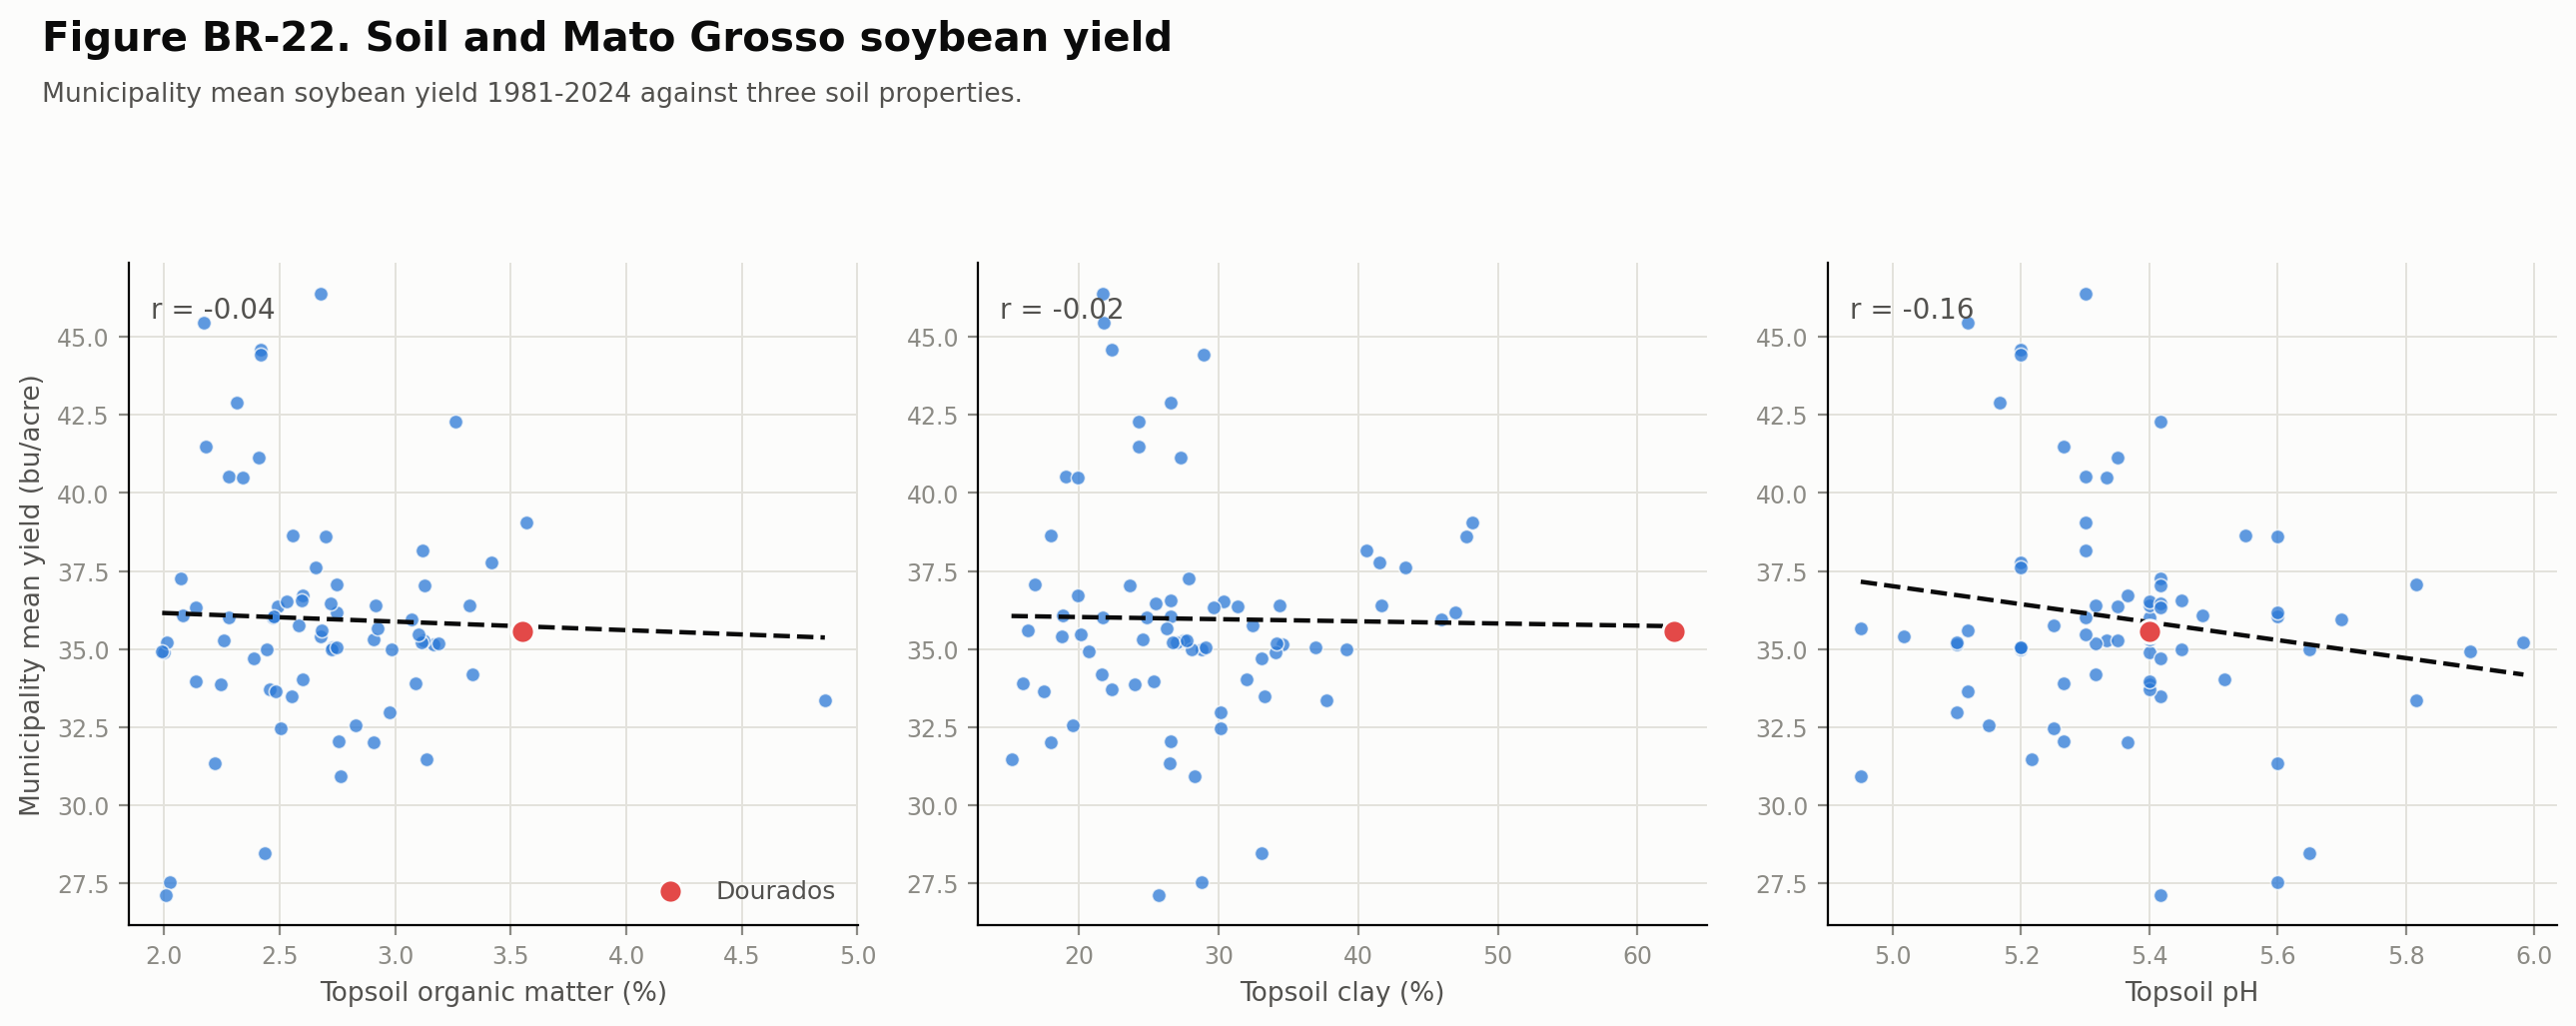 Figure BR-22. Soil and Mato Grosso soybean yield
Municipality mean soybean yield 1981-2024 against three soil properties.
Municipality mean yield (bu/acre)
r = -0.04
45.0
42.5
40.0
37.5
35.0
32.5
30.0
27.5
Dourados
2.0 2.5 3.0 3.5 4.0 4.5 5.0
Topsoil organic matter (%)
r = -0.02
45.0
42.5
40.0
37.5
35.0
32.5
30.0
27.5
20 30 40 50 60
Topsoil clay (%)
r = -0.16
45.0
42.5
40.0
37.5
35.0
32.5
30.0
27.5
5.0 5.2 5.4 5.6 5.8 6.0
Topsoil pH